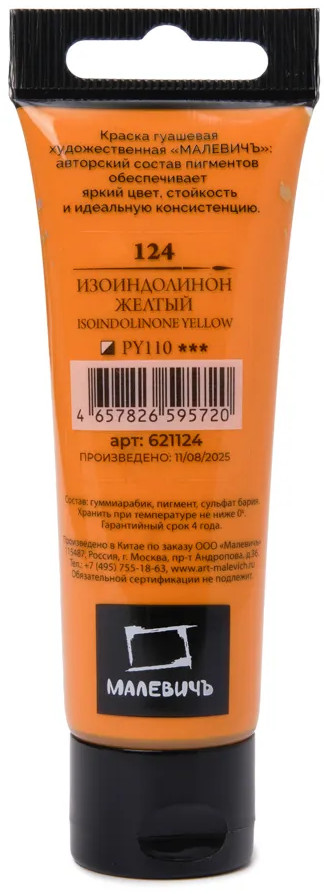 Краска гуашевая
художественная «МАЛЕВИЧЪ»:
авторский состав пигментов
обеспечивает
яркий цвет, стойкость
и идеальную консистенцию.
124
ИЗОИНДОЛИНОН
ЖЕЛТЫЙ
ISOINDOLINONE YELLOW
PY110 ***
4 657826 595720
арт: 621124
ПРОИЗВЕДЕНО: 11/08/2025
Состав: гуммиарабик, пигмент, сульфат бария.
Хранить при температуре не ниже 0°.
Гарантийный срок 4 года.
Произведено в Китае по заказу ООО «Малевичъ»
115487, Россия, г. Москва, пр-т Андропова, д.36,
Тел.: +7 (495) 755-18-63, www.art-malevich.ru
Обязательной сертификации не подлежит.
МАЛЕВИЧЪ